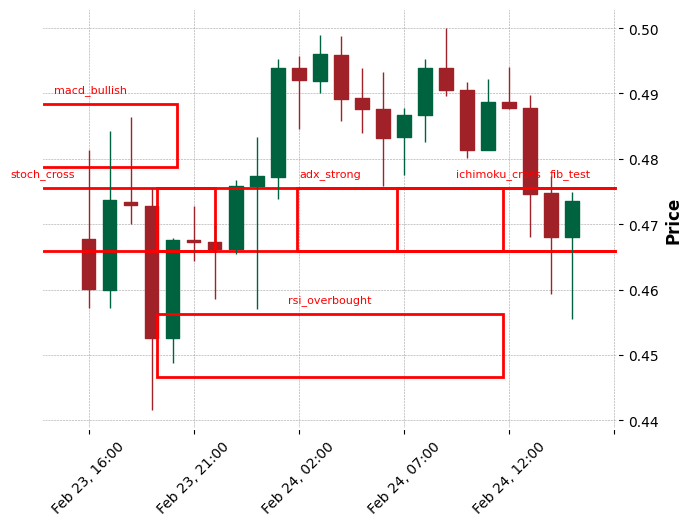 0.50
macd_bullish
0.49
0.48
stoch_cross
adx_strong
ichimoku_cross
fib_test
0.47
Price
0.46
rsi_overbought
0.45
0.44
Feb 23, 16:00
Feb 23, 21:00
Feb 24, 02:00
Feb 24, 07:00
Feb 24, 12:00